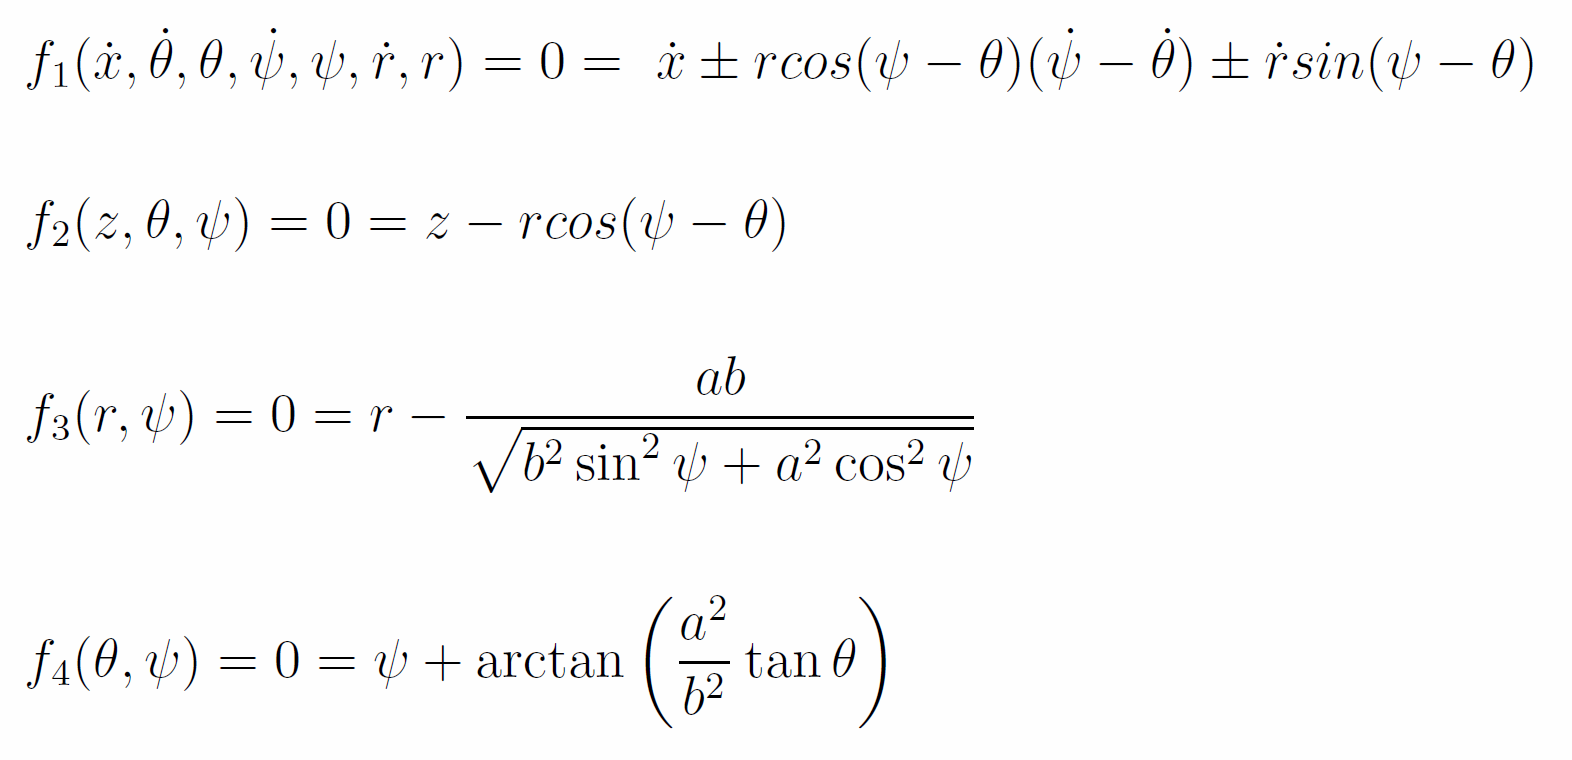 f₁(ẋ, θ̇, θ, ψ̇, ψ, ṙ, r) = 0 = ẋ ± rcos(ψ − θ)(ψ̇ − θ̇) ± ṙsin(ψ − θ)
f₂(z, θ, ψ) = 0 = z − rcos(ψ − θ)
f₃(r, ψ) = 0 = r − ab / √(b² sin² ψ + a² cos² ψ)
f₄(θ, ψ) = 0 = ψ + arctan (a²/b² tan θ)